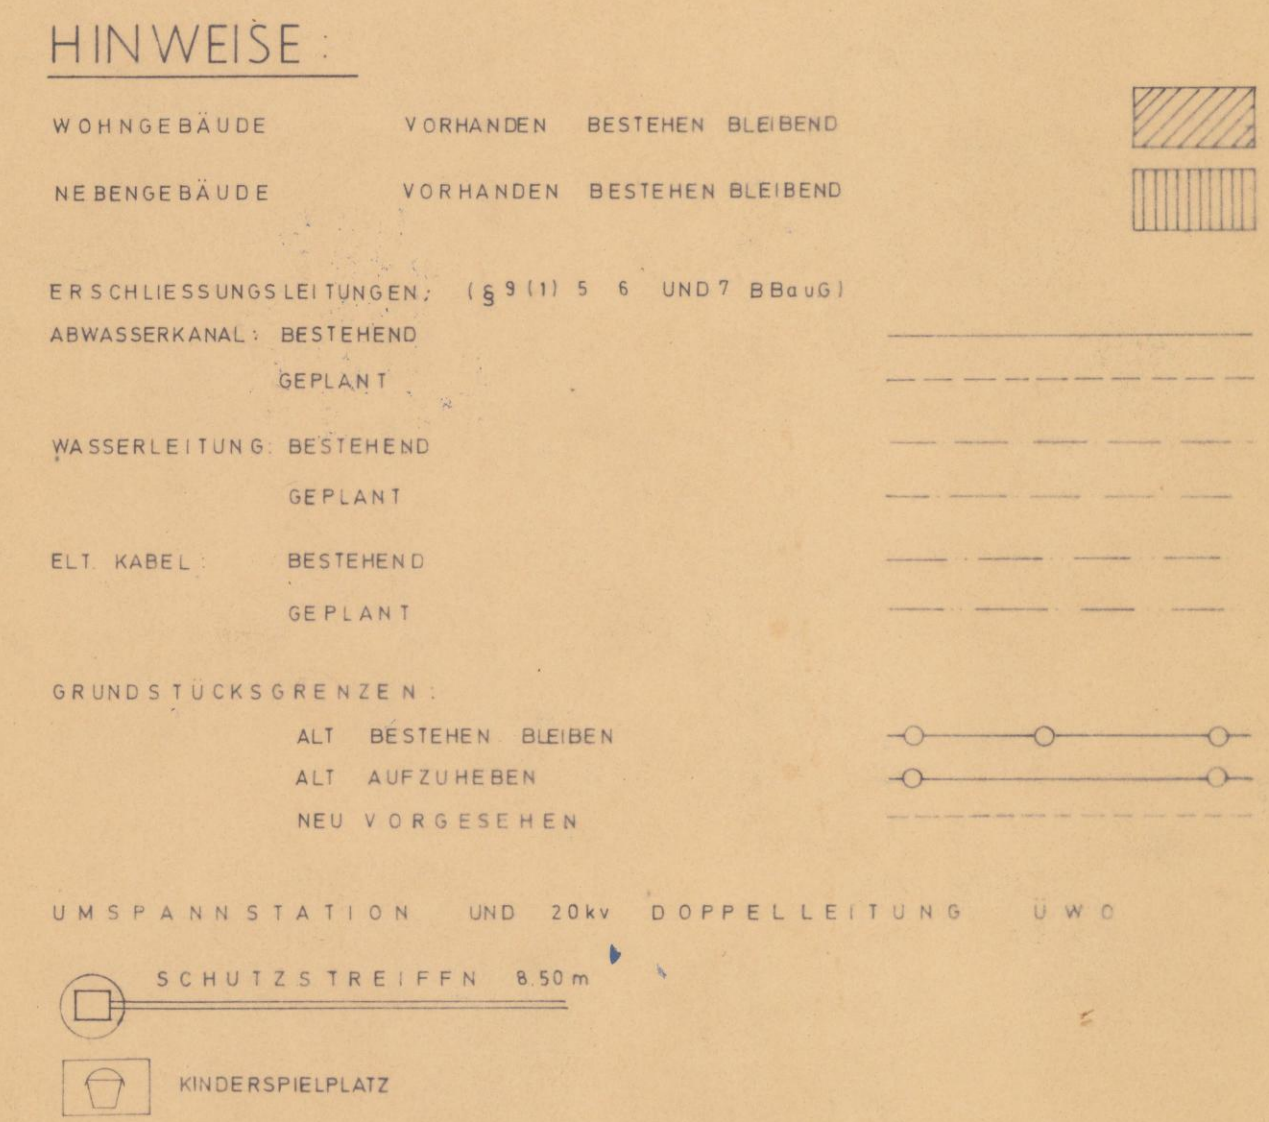 HINWEISE:
WOHNGEBÄUDE VORHANDEN BESTEHEN BLEIBEND
NEBENGEBÄUDE VORHANDEN BESTEHEN BLEIBEND
ERSCHLIESSUNGSLEITUNGEN; (§ 9 (1) 5 6 UND 7 BBauG)
ABWASSERKANAL: BESTEHEND
GEPLANT
WASSERLEITUNG: BESTEHEND
GEPLANT
ELT. KABEL: BESTEHEND
GEPLANT
GRUNDSTÜCKSGRENZEN:
ALT BESTEHEN BLEIBEN
ALT AUFZUHEBEN
NEU VORGESEHEN
UMSPANNSTATION UND 20kv DOPPELLEITUNG ÜWO
SCHUTZSTREIFFN 8.50 m
KINDERSPIELPLATZ